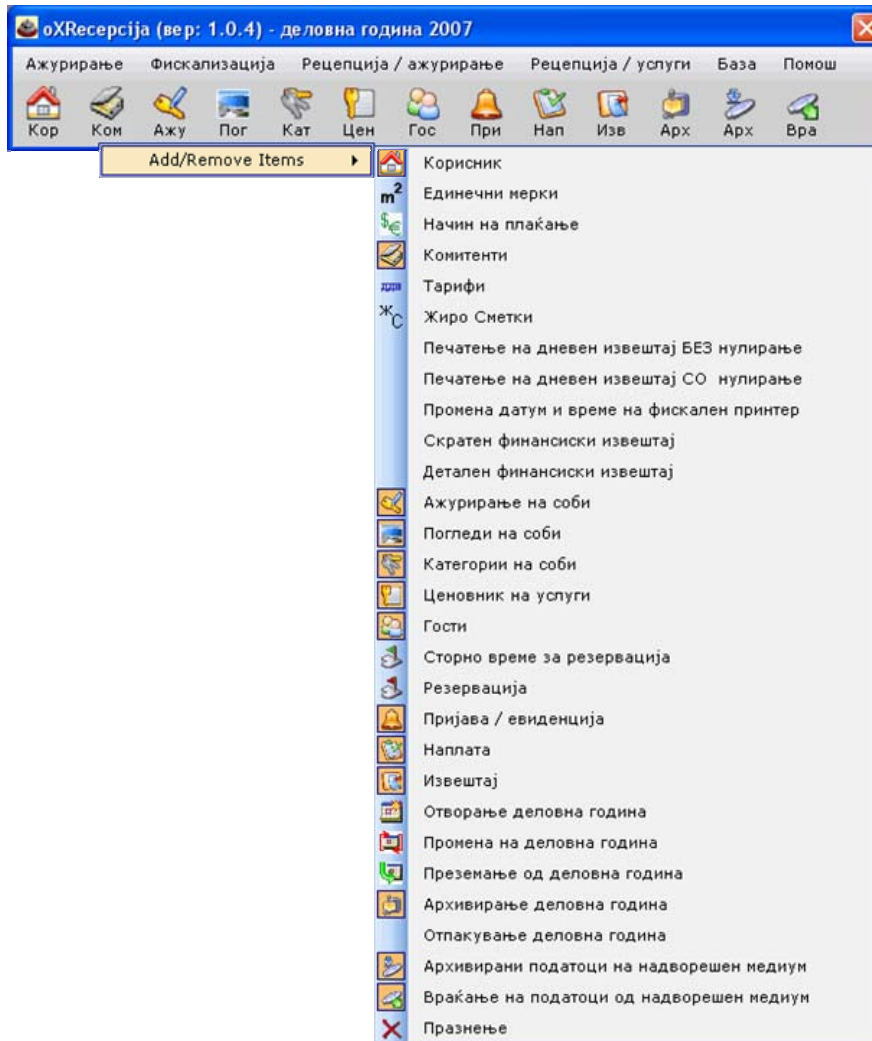 oXRecepcija (вер: 1.0.4) - деловна година 2007
Ажурирање Фискализација Рецепција / ажурирање Рецепција / услуги База Помош
Кор Ком Ажу Пог Кат Цен Гос При Нап Изв Арх Арх Вра
Add/Remove Items
Корисник
m² Единечни мерки
$€ Начин на плаќање
Комитенти
Тарифи
ЖС Жиро Сметки
Печатење на дневен извештај БЕЗ нулирање
Печатење на дневен извештај СО нулирање
Промена датум и време на фискален принтер
Скратен финансиски извештај
Детален финансиски извештај
Ажурирање на соби
Погледи на соби
Категории на соби
Ценовник на услуги
Гости
Сторно време за резервација
Резервација
Пријава / евиденција
Наплата
Извештај
Отворање деловна година
Промена на деловна година
Преземање од деловна година
Архивирање деловна година
Отпакување деловна година
Архивирани податоци на надворешен медиум
Враќање на податоци од надворешен медиум
Празнење